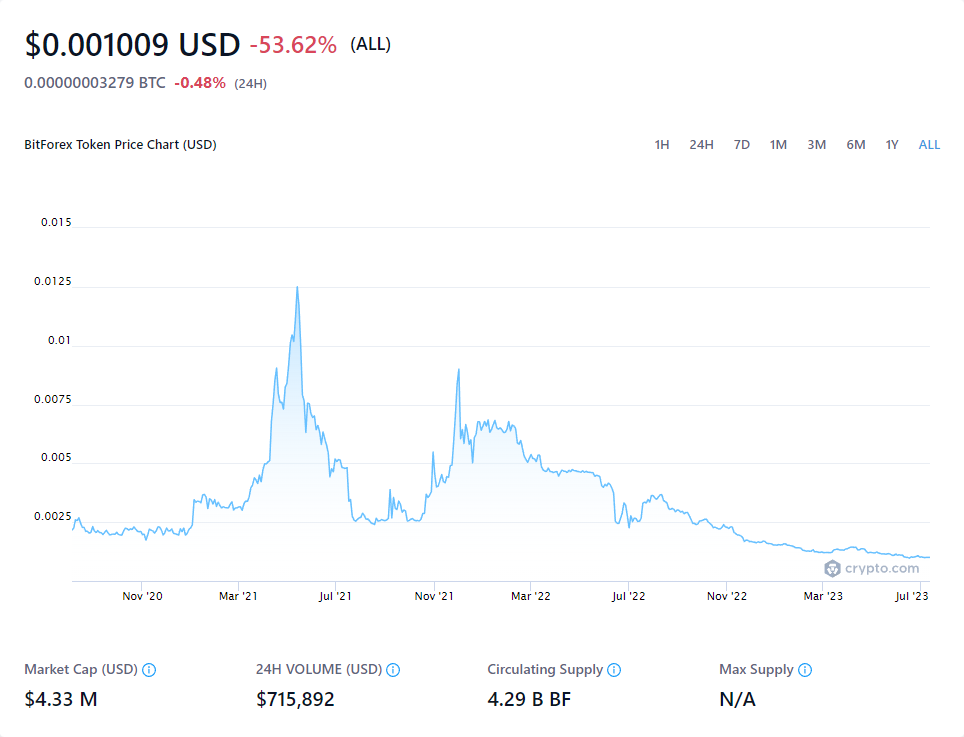 $0.001009 USD -53.62% (ALL)
0.00000003279 BTC -0.48% (24H)
BitForex Token Price Chart (USD) 1H 24H 7D 1M 3M 6M 1Y ALL
0.015
0.0125
0.01
0.0075
0.005
0.0025
crypto.com
Nov '20 Mar '21 Jul '21 Nov '21 Mar '22 Jul '22 Nov '22 Mar '23 Jul '23
Market Cap (USD) 24H VOLUME (USD) Circulating Supply Max Supply
$4.33 M $715,892 4.29 B BF N/A